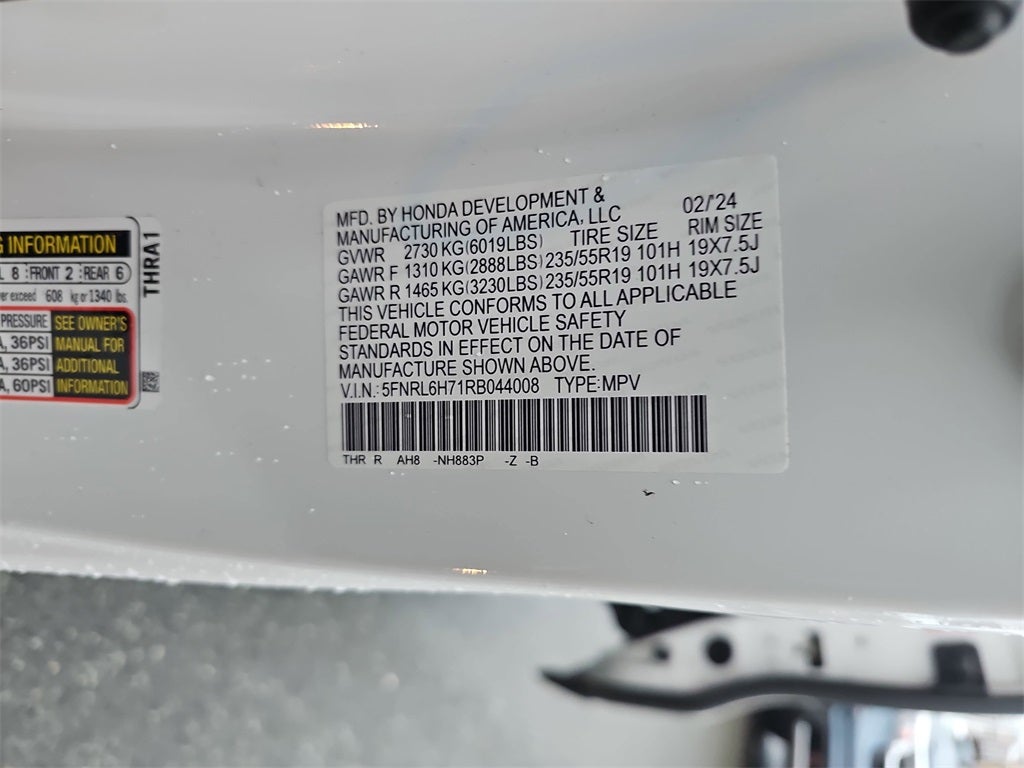 G INFORMATION
L 8 FRONT 2 REAR 6
er exceed 608 kg or 1340 lbs.
PRESSURE SEE OWNER'S
A, 36PSI MANUAL FOR
A, 36PSI ADDITIONAL
A, 60PSI INFORMATION
THRA1
MFD. BY HONDA DEVELOPMENT & 02/'24
MANUFACTURING OF AMERICA, LLC
GVWR 2730 KG(6019LBS) TIRE SIZE RIM SIZE
GAWR F 1310 KG(2888LBS) 235/55R19 101H 19X7.5J
GAWR R 1465 KG(3230LBS) 235/55R19 101H 19X7.5J
THIS VEHICLE CONFORMS TO ALL APPLICABLE
FEDERAL MOTOR VEHICLE SAFETY
STANDARDS IN EFFECT ON THE DATE OF
MANUFACTURE SHOWN ABOVE.
V.I.N.: 5FNRL6H71RB044008 TYPE:MPV
THR R AH8 -NH883P -Z -B